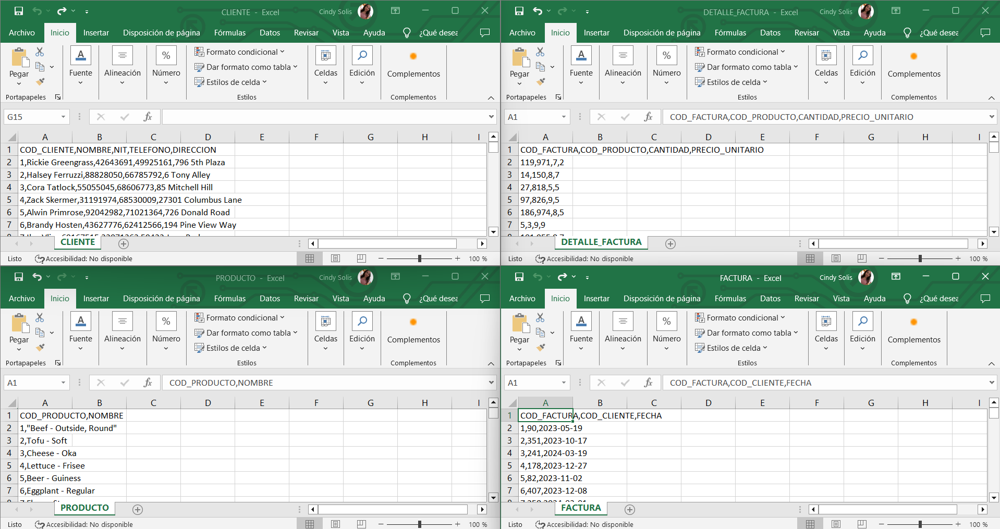 CLIENTE - Excel
Cindy Solis
Archivo Inicio Insertar Disposición de página Fórmulas Datos Revisar Vista Ayuda ¿Qué desea
Pegar
Fuente
Alineación
Número
Formato condicional
Dar formato como tabla
Estilos de celda
Celdas
Edición
Complementos
Portapapeles Estilos Complementos
G15
fx
A B C D E F G H I
1 COD_CLIENTE,NOMBRE,NIT,TELEFONO,DIRECCION
2 1,Rickie Greengrass,42643691,49925161,796 5th Plaza
3 2,Halsey Ferruzzi,88828050,66785792,6 Tony Alley
4 3,Cora Tatlock,55055045,68606773,85 Mitchell Hill
5 4,Zack Skermer,31191974,68530009,27301 Columbus Lane
6 5,Alwin Primrose,92042982,71021364,726 Donald Road
7 6,Brandy Hosten,43627776,62412566,194 Pine View Way
CLIENTE
Listo Accesibilidad: No disponible 100 %
DETALLE_FACTURA - Excel
Cindy Solis
Archivo Inicio Insertar Disposición de página Fórmulas Datos Revisar Vista Ayuda ¿Qué desea
Pegar
Fuente
Alineación
Número
Formato condicional
Dar formato como tabla
Estilos de celda
Celdas
Edición
Complementos
Portapapeles Estilos Complementos
A1
fx
COD_FACTURA,COD_PRODUCTO,CANTIDAD,PRECIO_UNITARIO
A B C D E F G H I
1 COD_FACTURA,COD_PRODUCTO,CANTIDAD,PRECIO_UNITARIO
2 119,971,7,2
3 14,150,8,7
4 27,818,5,5
5 97,826,9,5
6 186,974,8,5
7 5,3,9,9
DETALLE_FACTURA
Listo Accesibilidad: No disponible 100 %
PRODUCTO - Excel
Cindy Solis
Archivo Inicio Insertar Disposición de página Fórmulas Datos Revisar Vista Ayuda ¿Qué desea
Pegar
Fuente
Alineación
Número
Formato condicional
Dar formato como tabla
Estilos de celda
Celdas
Edición
Complementos
Portapapeles Estilos Complementos
A1
fx
COD_PRODUCTO,NOMBRE
A B C D E F G H I
1 COD_PRODUCTO,NOMBRE
2 1,"Beef - Outside, Round"
3 2,Tofu - Soft
4 3,Cheese - Oka
5 4,Lettuce - Frisee
6 5,Beer - Guiness
7 6,Eggplant - Regular
PRODUCTO
Listo Accesibilidad: No disponible 100 %
FACTURA - Excel
Cindy Solis
Archivo Inicio Insertar Disposición de página Fórmulas Datos Revisar Vista Ayuda ¿Qué desea
Pegar
Fuente
Alineación
Número
Formato condicional
Dar formato como tabla
Estilos de celda
Celdas
Edición
Complementos
Portapapeles Estilos Complementos
A1
fx
COD_FACTURA,COD_CLIENTE,FECHA
A B C D E F G H I
1 COD_FACTURA,COD_CLIENTE,FECHA
2 1,90,2023-05-19
3 2,351,2023-10-17
4 3,241,2024-03-19
5 4,178,2023-12-27
6 5,82,2023-11-02
7 6,407,2023-12-08
FACTURA
Listo Accesibilidad: No disponible 100 %